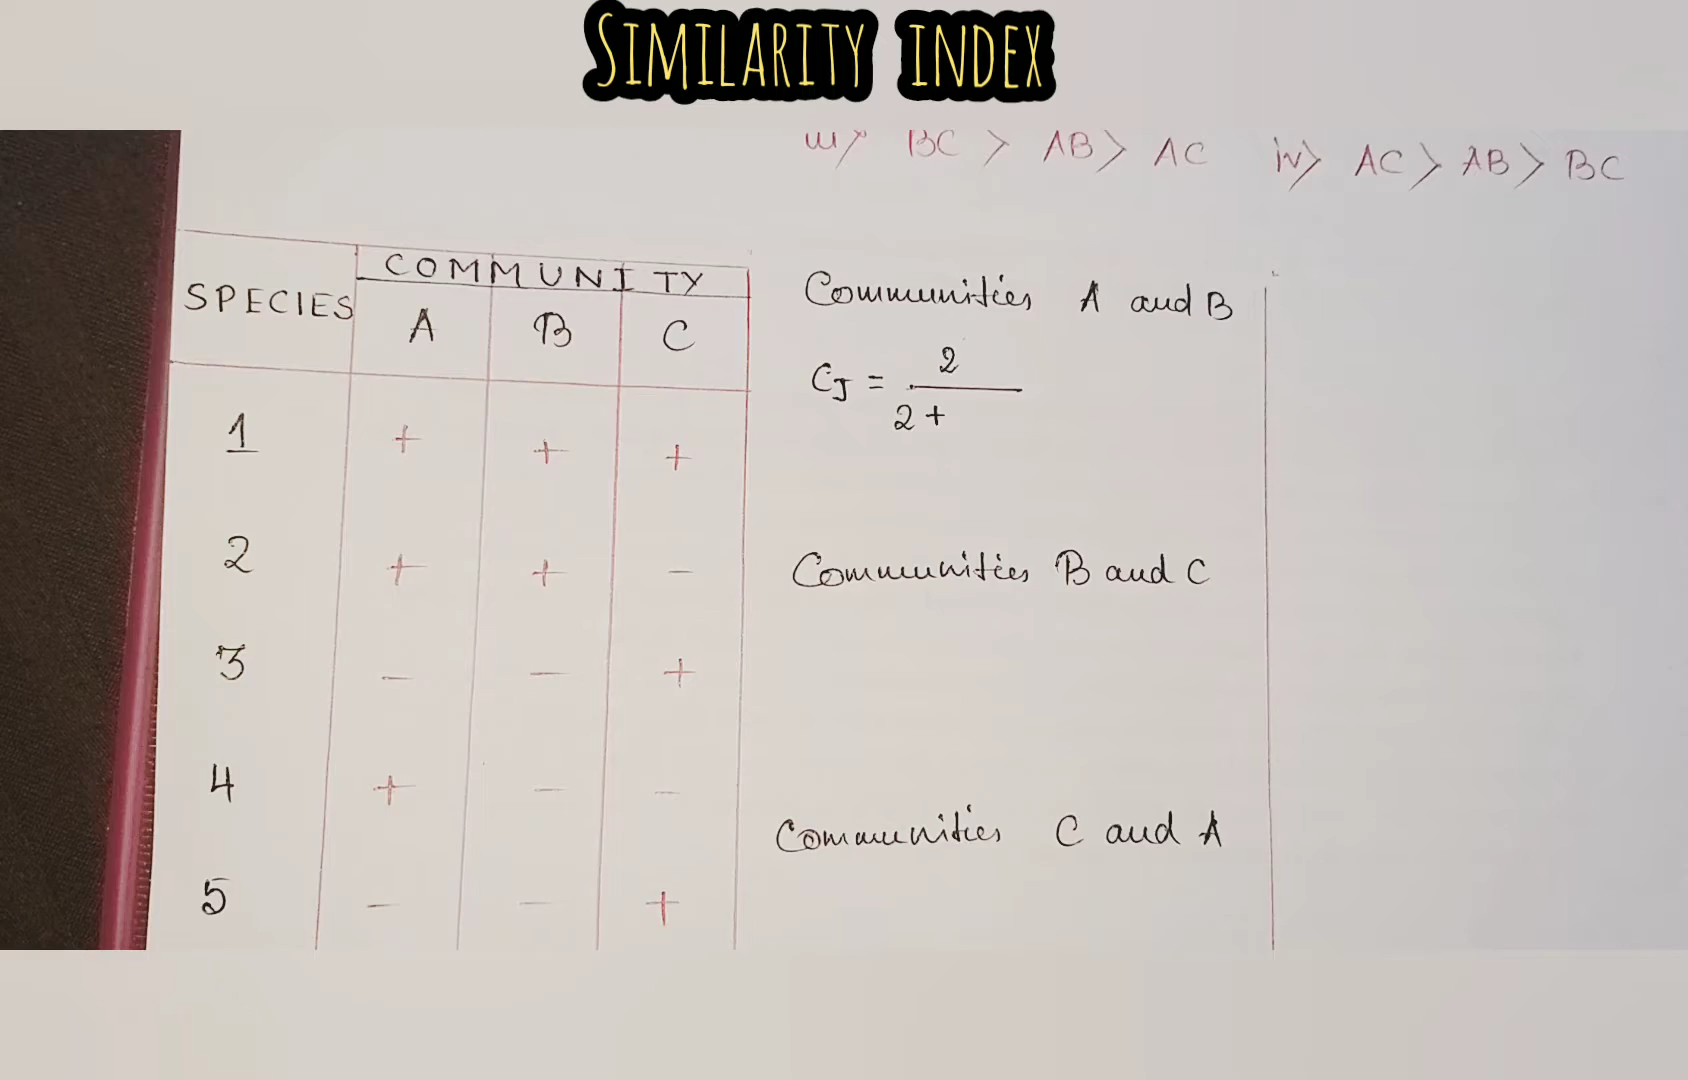 SIMILARITY INDEX
BC > AB > AC iv> AC > AB > BC
SPECIES COMMUNITY
A B C
1 + + +
2 + + -
3 - - +
4 + - -
5 - - +
Communities A and B
CJ = 2
2 +
Communities B and C
Communities C and A